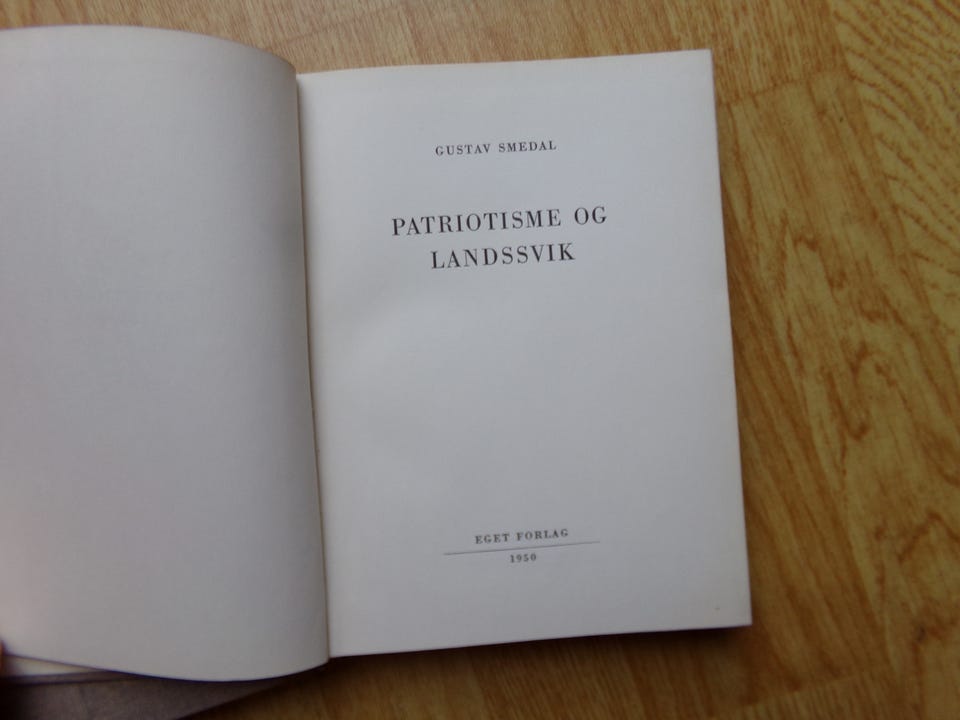 GUSTAV SMEDAL
PATRIOTISME OG
LANDSSVIK
EGET FORLAG
1950